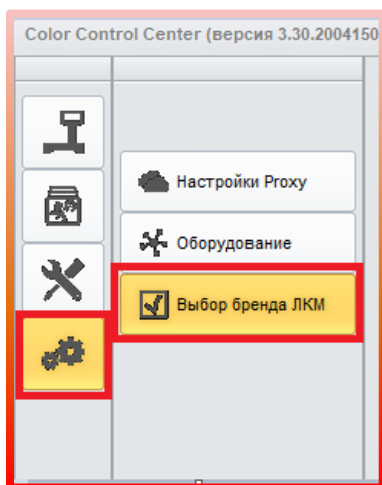 Color Control Center (версия 3.30.2004150
Настройки Proxy
Оборудование
Выбор бренда ЛКМ